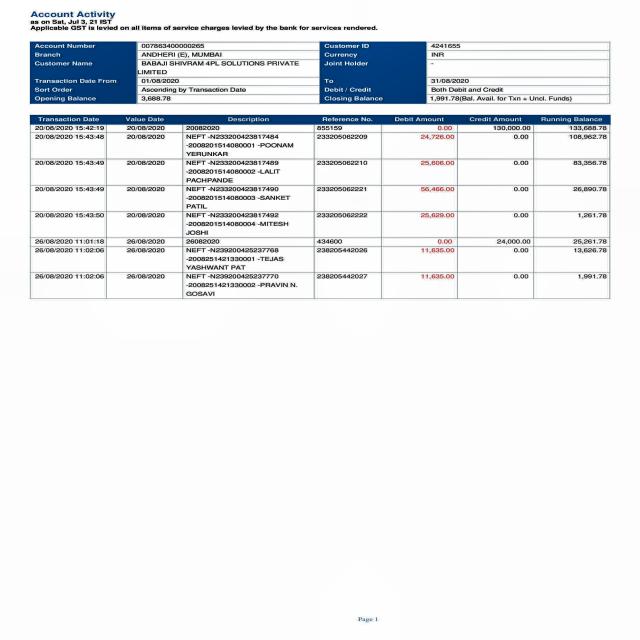 Account Activity
as on Sat, Jul 3, 21 IST
Applicable GST is levied on all items of service charges levied by the bank for services rendered.
Account Number 007863400000265 Customer ID 4241655
Branch ANDHERI (E), MUMBAI Currency INR
Customer Name BABAJI SHIVRAM 4PL SOLUTIONS PRIVATE LIMITED Joint Holder -
Transaction Date From 01/08/2020 To 31/08/2020
Sort Order Ascending by Transaction Date Debit / Credit Both Debit and Credit
Opening Balance 3,688.78 Closing Balance 1,991.78(Bal. Avail. for Txn + Uncl. Funds)
Transaction Date Value Date Description Reference No. Debit Amount Credit Amount Running Balance
20/08/2020 15:42:19 20/08/2020 20082020 855159 0.00 130,000.00 133,688.78
20/08/2020 15:43:48 20/08/2020 NEFT -N233200423817484 233205062209 24,726.00 0.00 108,962.78
-2008201514080001 -POONAM
YERUNKAR
20/08/2020 15:43:49 20/08/2020 NEFT -N233200423817489 233205062210 25,606.00 0.00 83,356.78
-2008201514080002 -LALIT
PACHPANDE
20/08/2020 15:43:49 20/08/2020 NEFT -N233200423817490 233205062221 56,466.00 0.00 26,890.78
-2008201514080003 -SANKET
PATIL
20/08/2020 15:43:50 20/08/2020 NEFT -N233200423817492 233205062222 25,629.00 0.00 1,261.78
-2008201514080004 -MITESH
JOSHI
26/08/2020 11:01:18 26/08/2020 26082020 434600 0.00 24,000.00 25,261.78
26/08/2020 11:02:06 26/08/2020 NEFT -N239200425237768 238205442026 11,635.00 0.00 13,626.78
-2008251421330001 -TEJAS
YASHWANT PAT
26/08/2020 11:02:06 26/08/2020 NEFT -N239200425237770 238205442027 11,635.00 0.00 1,991.78
-2008251421330002 -PRAVIN N.
GOSAVI
Page 1